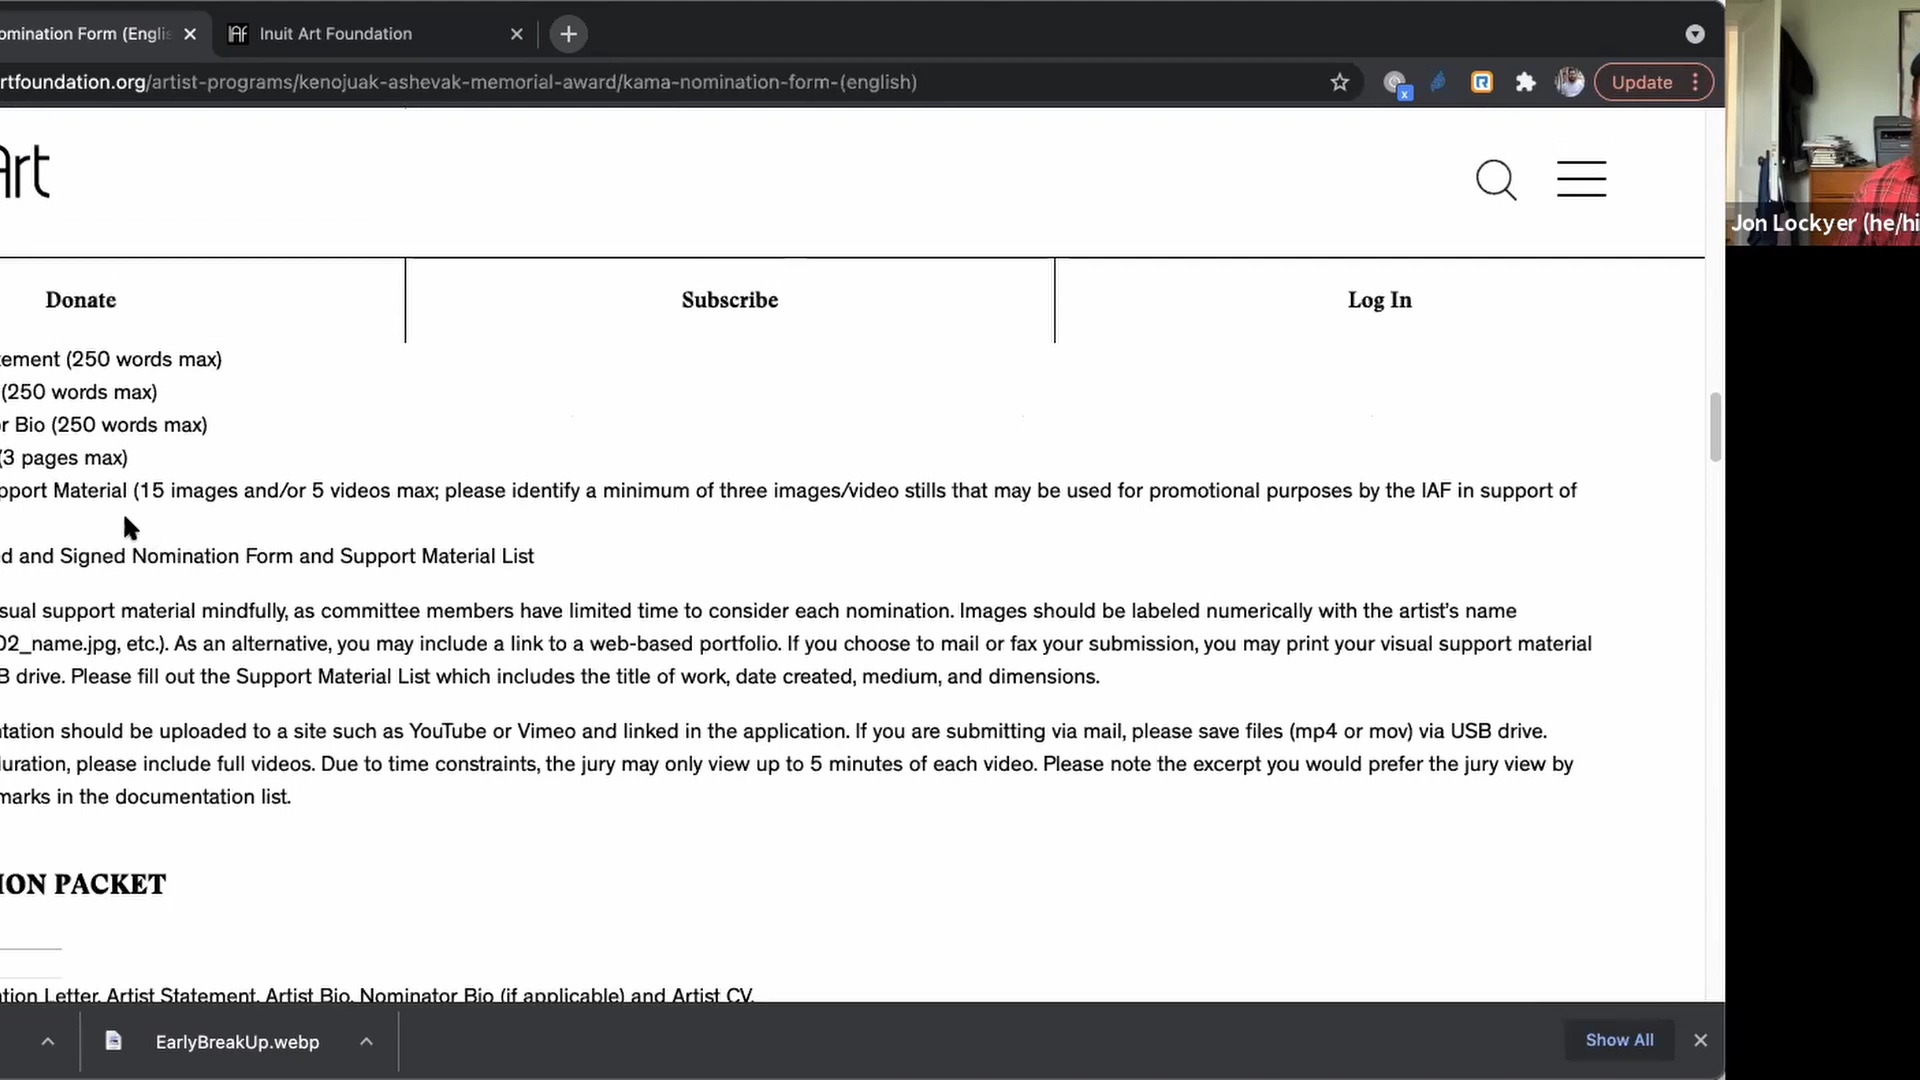 omination Form (Englis
IAF Inuit Art Foundation
rtfoundation.org/artist-programs/kenojuak-ashevak-memorial-award/kama-nomination-form-(english)
x
Update
Art
Jon Lockyer (he/hi
Donate
Subscribe
Log In
tement (250 words max)
(250 words max)
or Bio (250 words max)
(3 pages max)
pport Material (15 images and/or 5 videos max; please identify a minimum of three images/video stills that may be used for promotional purposes by the IAF in support of
d and Signed Nomination Form and Support Material List
sual support material mindfully, as committee members have limited time to consider each nomination. Images should be labeled numerically with the artist's name
02_name.jpg, etc.). As an alternative, you may include a link to a web-based portfolio. If you choose to mail or fax your submission, you may print your visual support material
B drive. Please fill out the Support Material List which includes the title of work, date created, medium, and dimensions.
ntation should be uploaded to a site such as YouTube or Vimeo and linked in the application. If you are submitting via mail, please save files (mp4 or mov) via USB drive.
duration, please include full videos. Due to time constraints, the jury may only view up to 5 minutes of each video. Please note the excerpt you would prefer the jury view by
marks in the documentation list.
ION PACKET
ation Letter, Artist Statement, Artist Bio, Nominator Bio (if applicable) and Artist CV.
EarlyBreakUp.webp
Show All